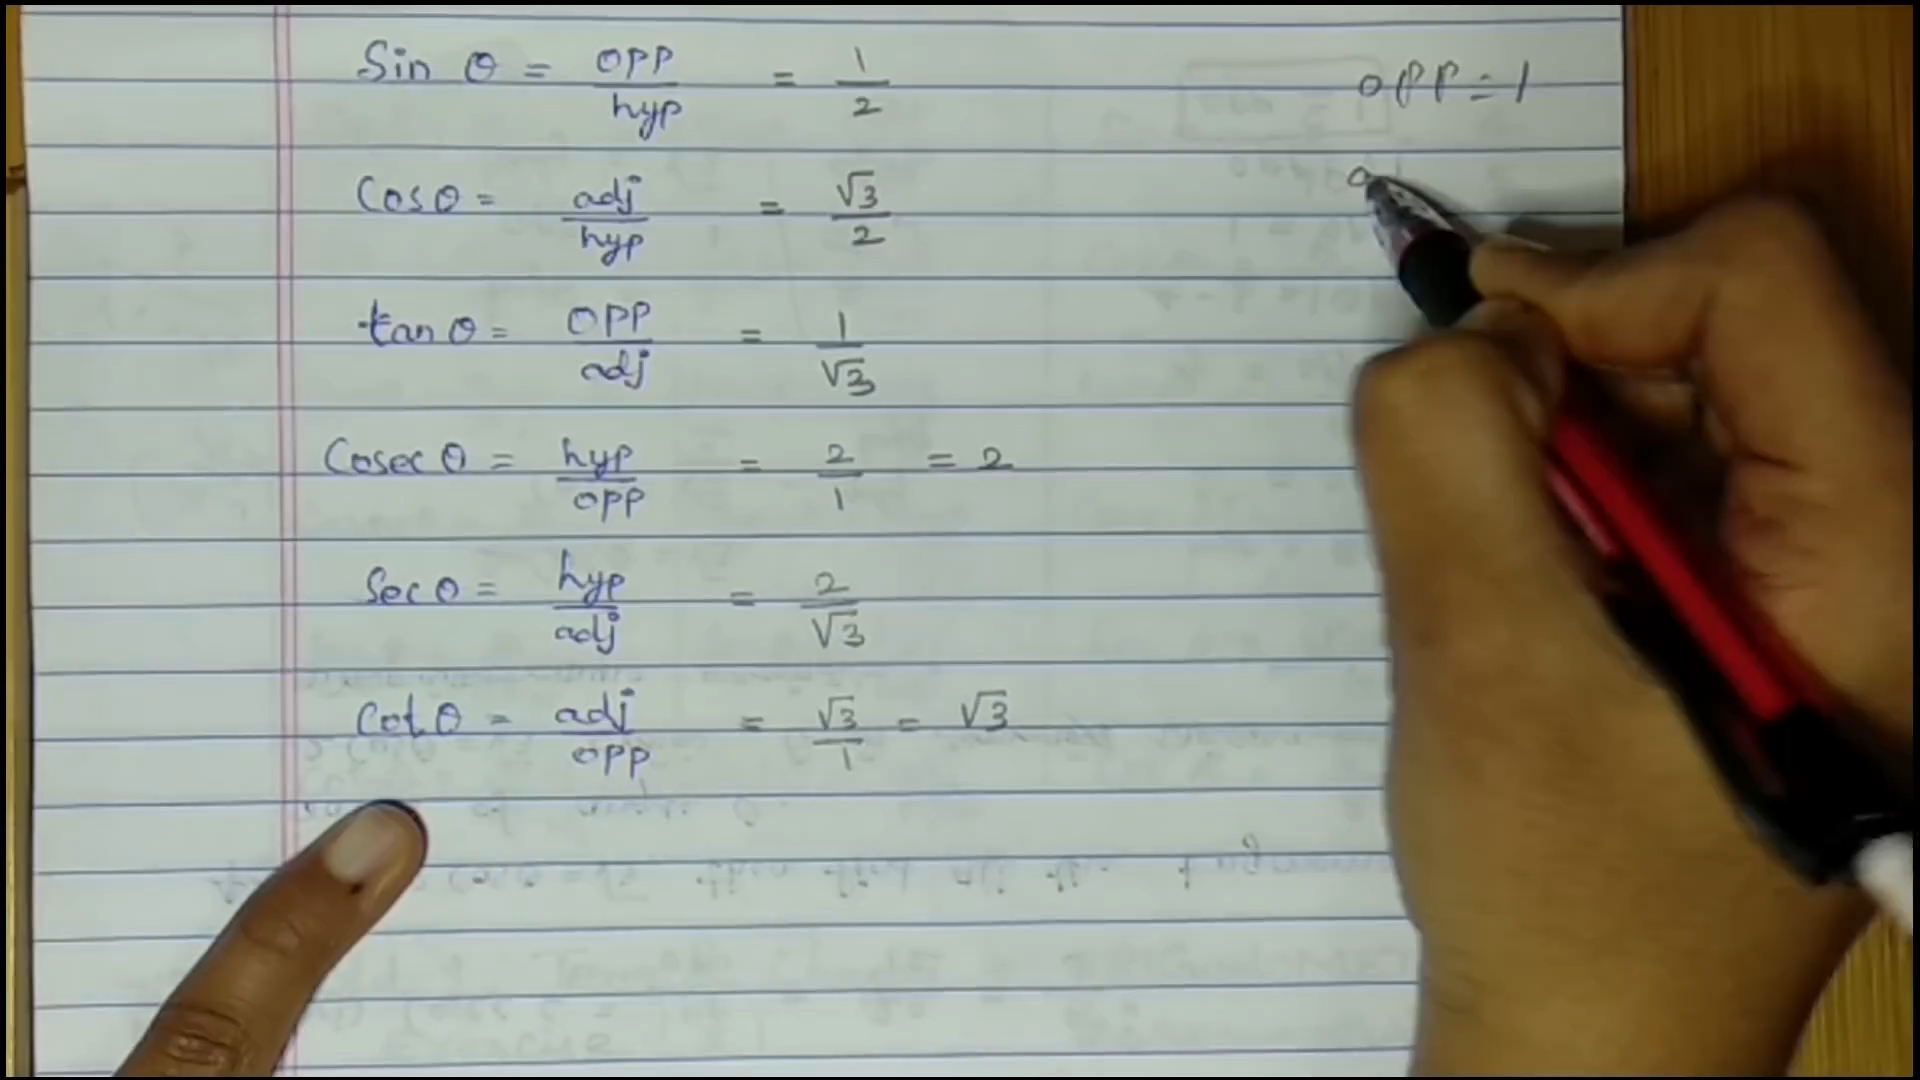 Sin θ = opp/hyp = 1/2
opp = 1
Cosθ = adj/hyp = √3/2
a
tan θ = opp/adj = 1/√3
Cosec θ = hyp/opp = 2/1 = 2
Sec θ = hyp/adj = 2/√3
Cot θ = adj/opp = √3/1 = √3